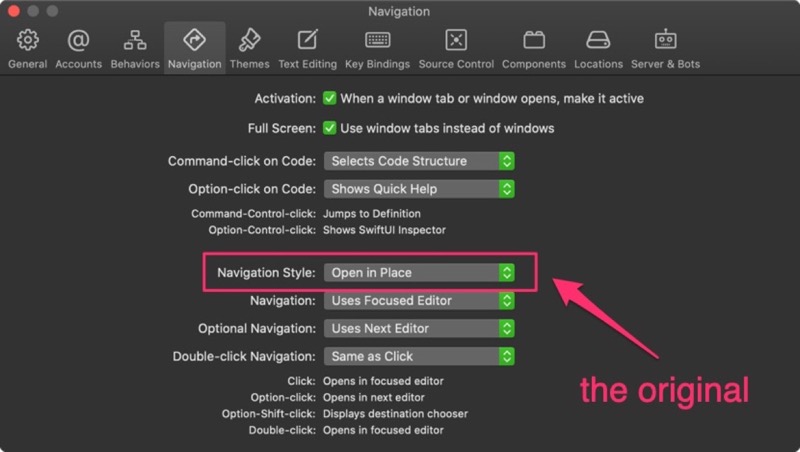 Navigation
General Accounts Behaviors Navigation Themes Text Editing Key Bindings Source Control Components Locations Server & Bots
Activation: When a window tab or window opens, make it active
Full Screen: Use window tabs instead of windows
Command-click on Code: Selects Code Structure
Option-click on Code: Shows Quick Help
Command-Control-click: Jumps to Definition
Option-Control-click: Shows SwiftUI Inspector
Navigation Style: Open in Place
Navigation: Uses Focused Editor
Optional Navigation: Uses Next Editor
Double-click Navigation: Same as Click
Click: Opens in focused editor
Option-click: Opens in next editor
Option-Shift-click: Displays destination chooser
Double-click: Opens in focused editor
the original